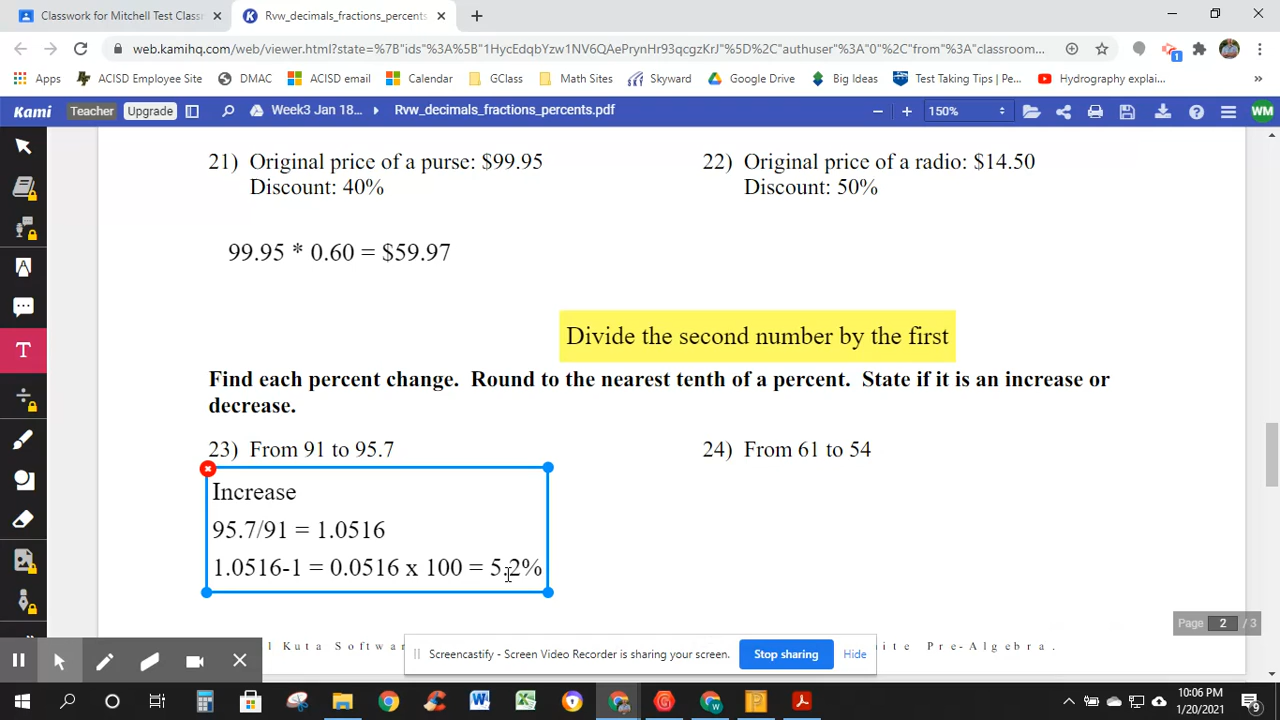 Classwork for Mitchell Test Classr
Rvw_decimals_fractions_percents
web.kamihq.com/web/viewer.html?state=%7B"ids"%3A%5B"1HycEdqbYzw1NV6QAePrynHr93qcgzKrJ"%5D%2C"authuser"%3A"0"%2C"from"%3A"classroom...
Apps
ACISD Employee Site
DMAC
ACISD email
Calendar
GClass
Math Sites
Skyward
Google Drive
Big Ideas
Test Taking Tips | Pe...
Hydrography explai...
Kami
Teacher
Upgrade
Week3 Jan 18...
Rvw_decimals_fractions_percents.pdf
150%
WM
21) Original price of a purse: $99.95
Discount: 40%
22) Original price of a radio: $14.50
Discount: 50%
99.95 * 0.60 = $59.97
Divide the second number by the first
Find each percent change. Round to the nearest tenth of a percent. State if it is an increase or
decrease.
23) From 91 to 95.7
24) From 61 to 54
Increase
95.7/91 = 1.0516
1.0516-1 = 0.0516 x 100 = 5.2%
Page 2 / 3
l Kuta Softwa
ite Pre-Algebra.
Screencastify - Screen Video Recorder is sharing your screen.
Stop sharing
Hide
10:06 PM
1/20/2021